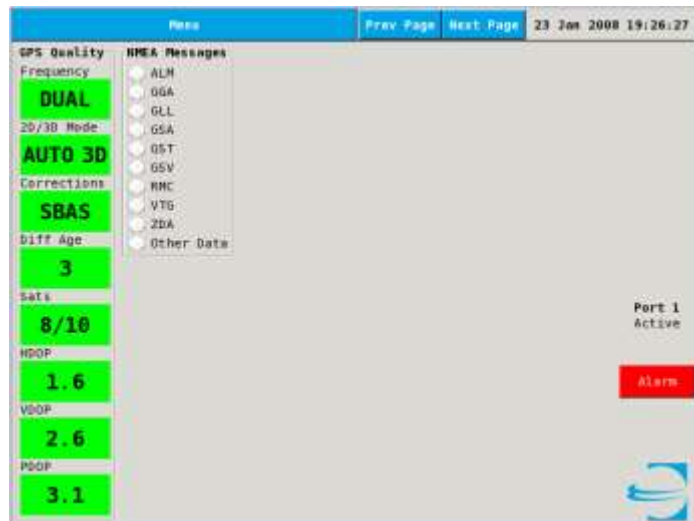 Menu Prev Page Next Page 23 Jan 2008 19:26:27
GPS Quality
Frequency
DUAL
2D/3D Mode
AUTO 3D
Corrections
SBAS
Diff Age
3
Sats
8/10
HDOP
1.6
VDOP
2.6
PDOP
3.1
NMEA Messages
ALM
GGA
GLL
GSA
GST
GSV
RMC
VTG
ZDA
Other Data
Port 1
Active
Alarm